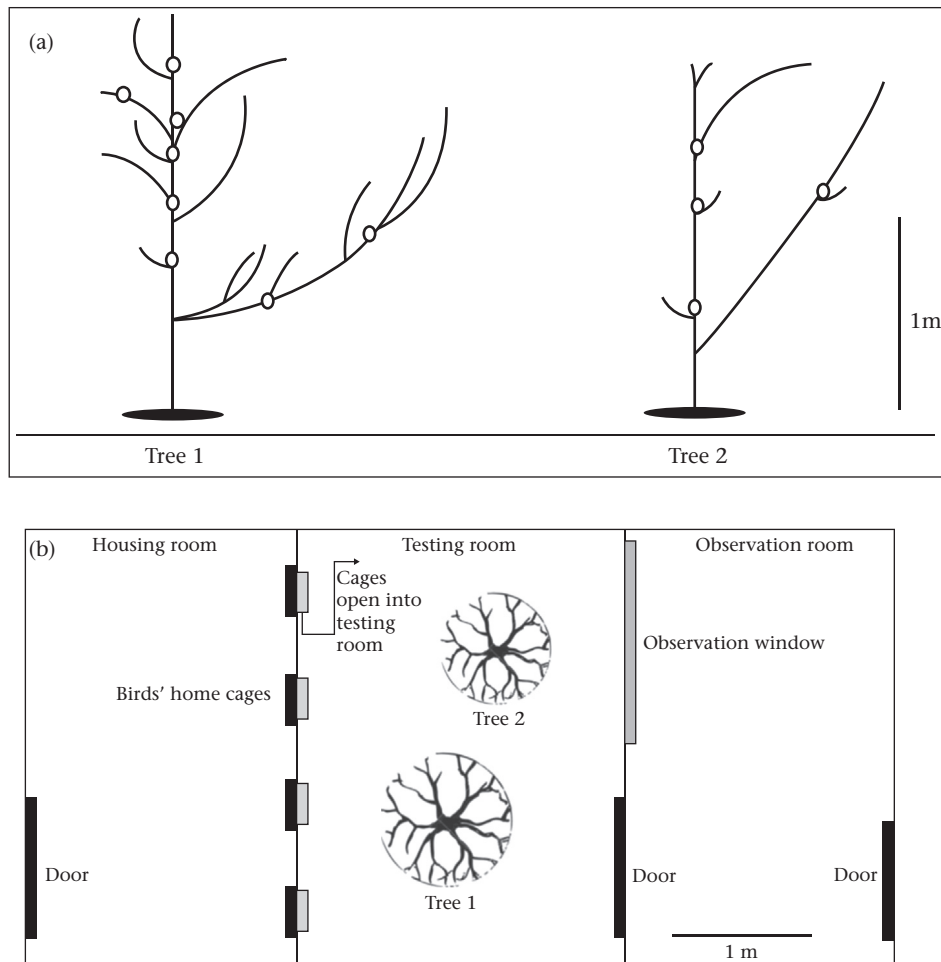 (a)
1m
Tree 1
Tree 2
(b)
Housing room
Testing room
Observation room
Cages
open into
testing
room
Observation window
Birds’ home cages
Tree 2
Door
Door
Door
Tree 1
1 m